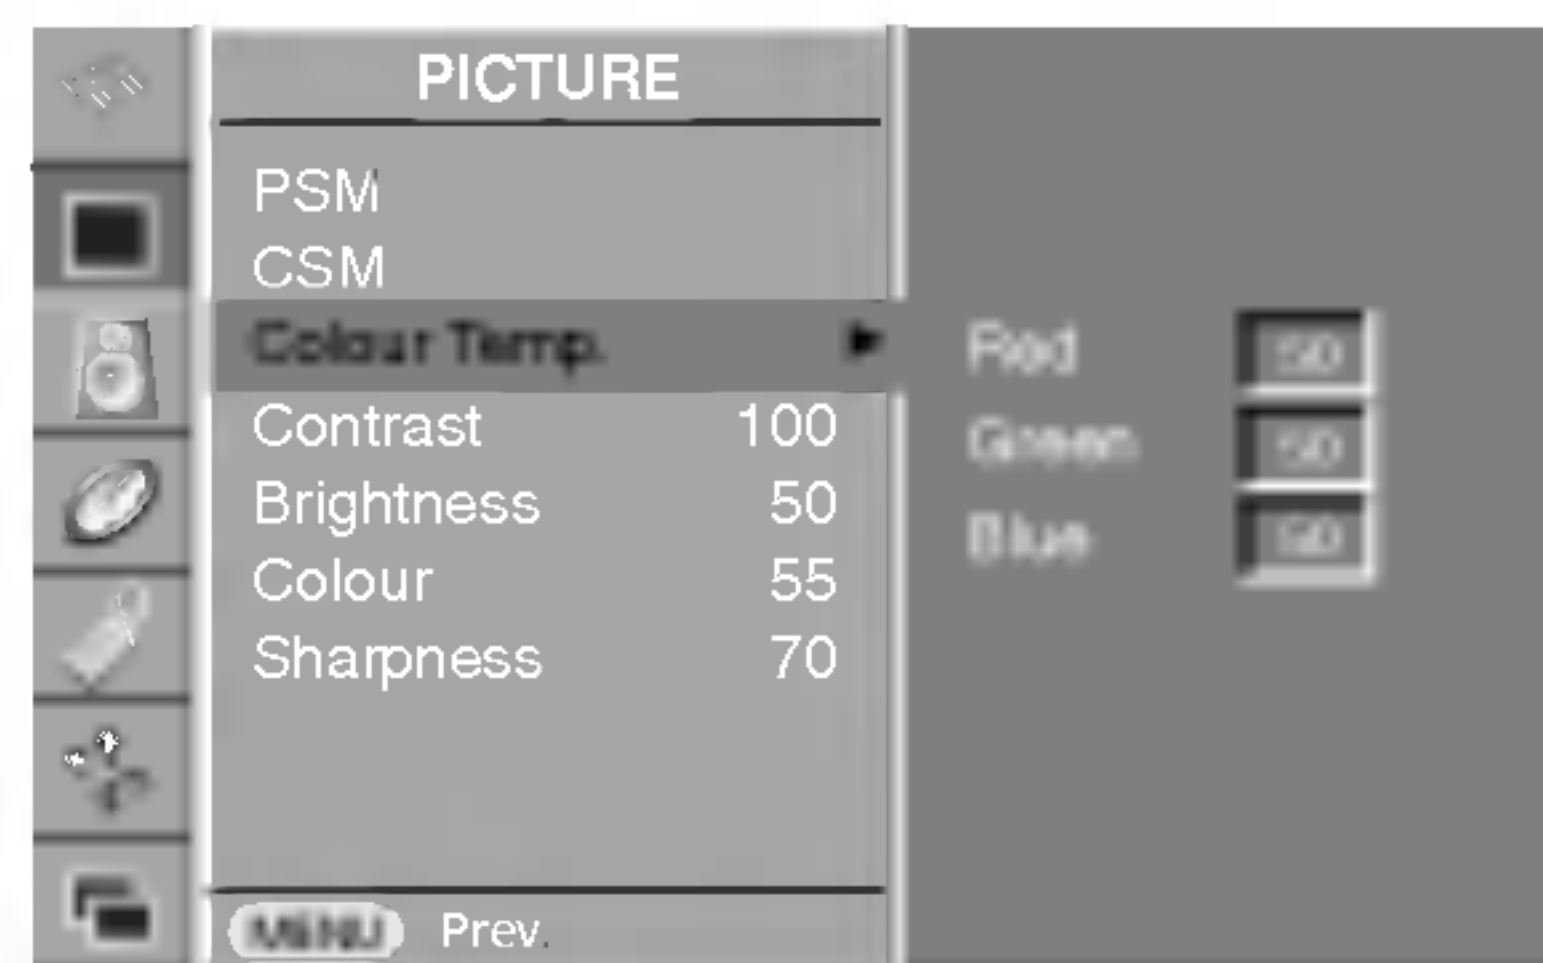 PICTURE
PSM
CSM
Colour Temp.
Contrast 100
Brightness 50
Colour 55
Sharpness 70
MENU Prev.
Red 50
Green 50
Blue 50